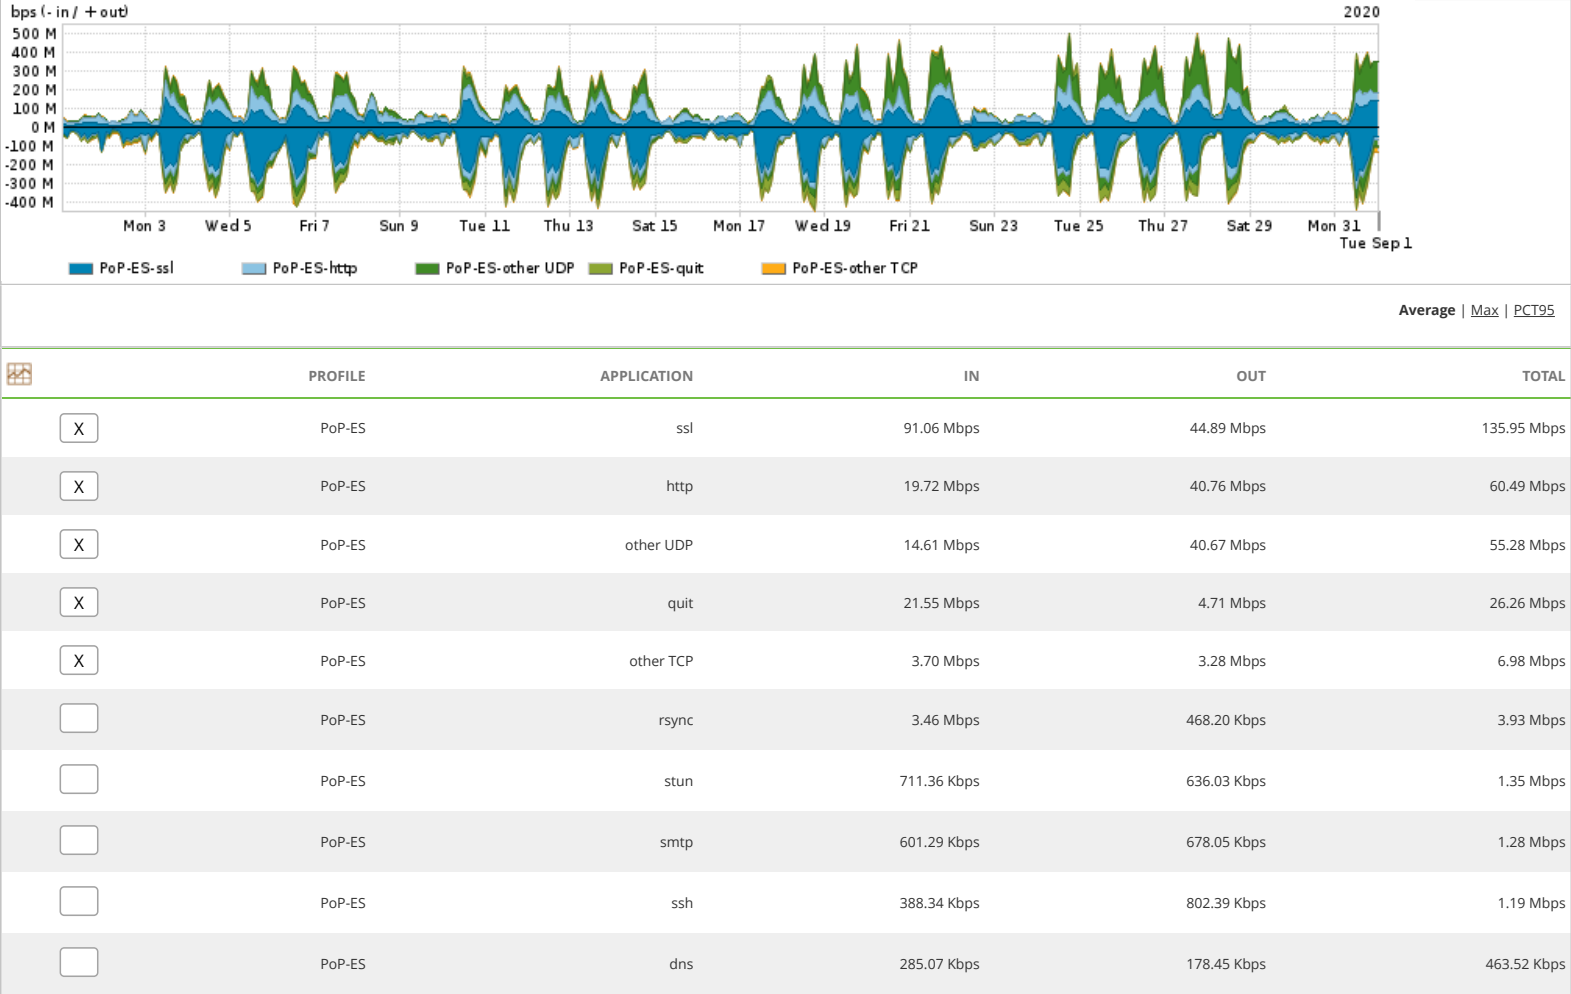 bps (- in / + out)
2020
500 M
400 M
300 M
200 M
100 M
0 M
-100 M
-200 M
-300 M
-400 M
Mon 3 Wed 5 Fri 7 Sun 9 Tue 11 Thu 13 Sat 15 Mon 17 Wed 19 Fri 21 Sun 23 Tue 25 Thu 27 Sat 29 Mon 31
Tue Sep 1
PoP-ES-ssl PoP-ES-http PoP-ES-other UDP PoP-ES-quit PoP-ES-other TCP
Average | Max | PCT95
PROFILE APPLICATION IN OUT TOTAL
X PoP-ES ssl 91.06 Mbps 44.89 Mbps 135.95 Mbps
X PoP-ES http 19.72 Mbps 40.76 Mbps 60.49 Mbps
X PoP-ES other UDP 14.61 Mbps 40.67 Mbps 55.28 Mbps
X PoP-ES quit 21.55 Mbps 4.71 Mbps 26.26 Mbps
X PoP-ES other TCP 3.70 Mbps 3.28 Mbps 6.98 Mbps
PoP-ES rsync 3.46 Mbps 468.20 Kbps 3.93 Mbps
PoP-ES stun 711.36 Kbps 636.03 Kbps 1.35 Mbps
PoP-ES smtp 601.29 Kbps 678.05 Kbps 1.28 Mbps
PoP-ES ssh 388.34 Kbps 802.39 Kbps 1.19 Mbps
PoP-ES dns 285.07 Kbps 178.45 Kbps 463.52 Kbps